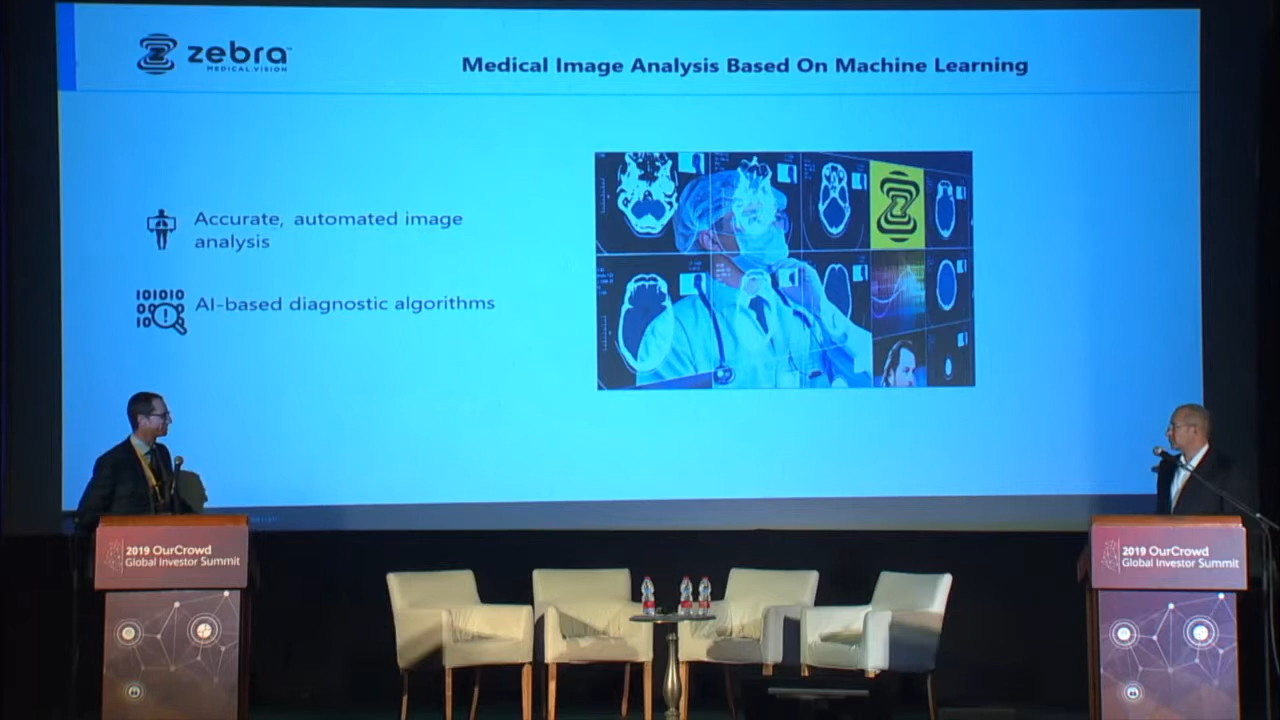 zebra
MEDICAL VISION
Medical Image Analysis Based On Machine Learning
Accurate, automated image
analysis
AI-based diagnostic algorithms
2019 OurCrowd
Global Investor Summit
2019 OurCrowd
Global Investor Summit